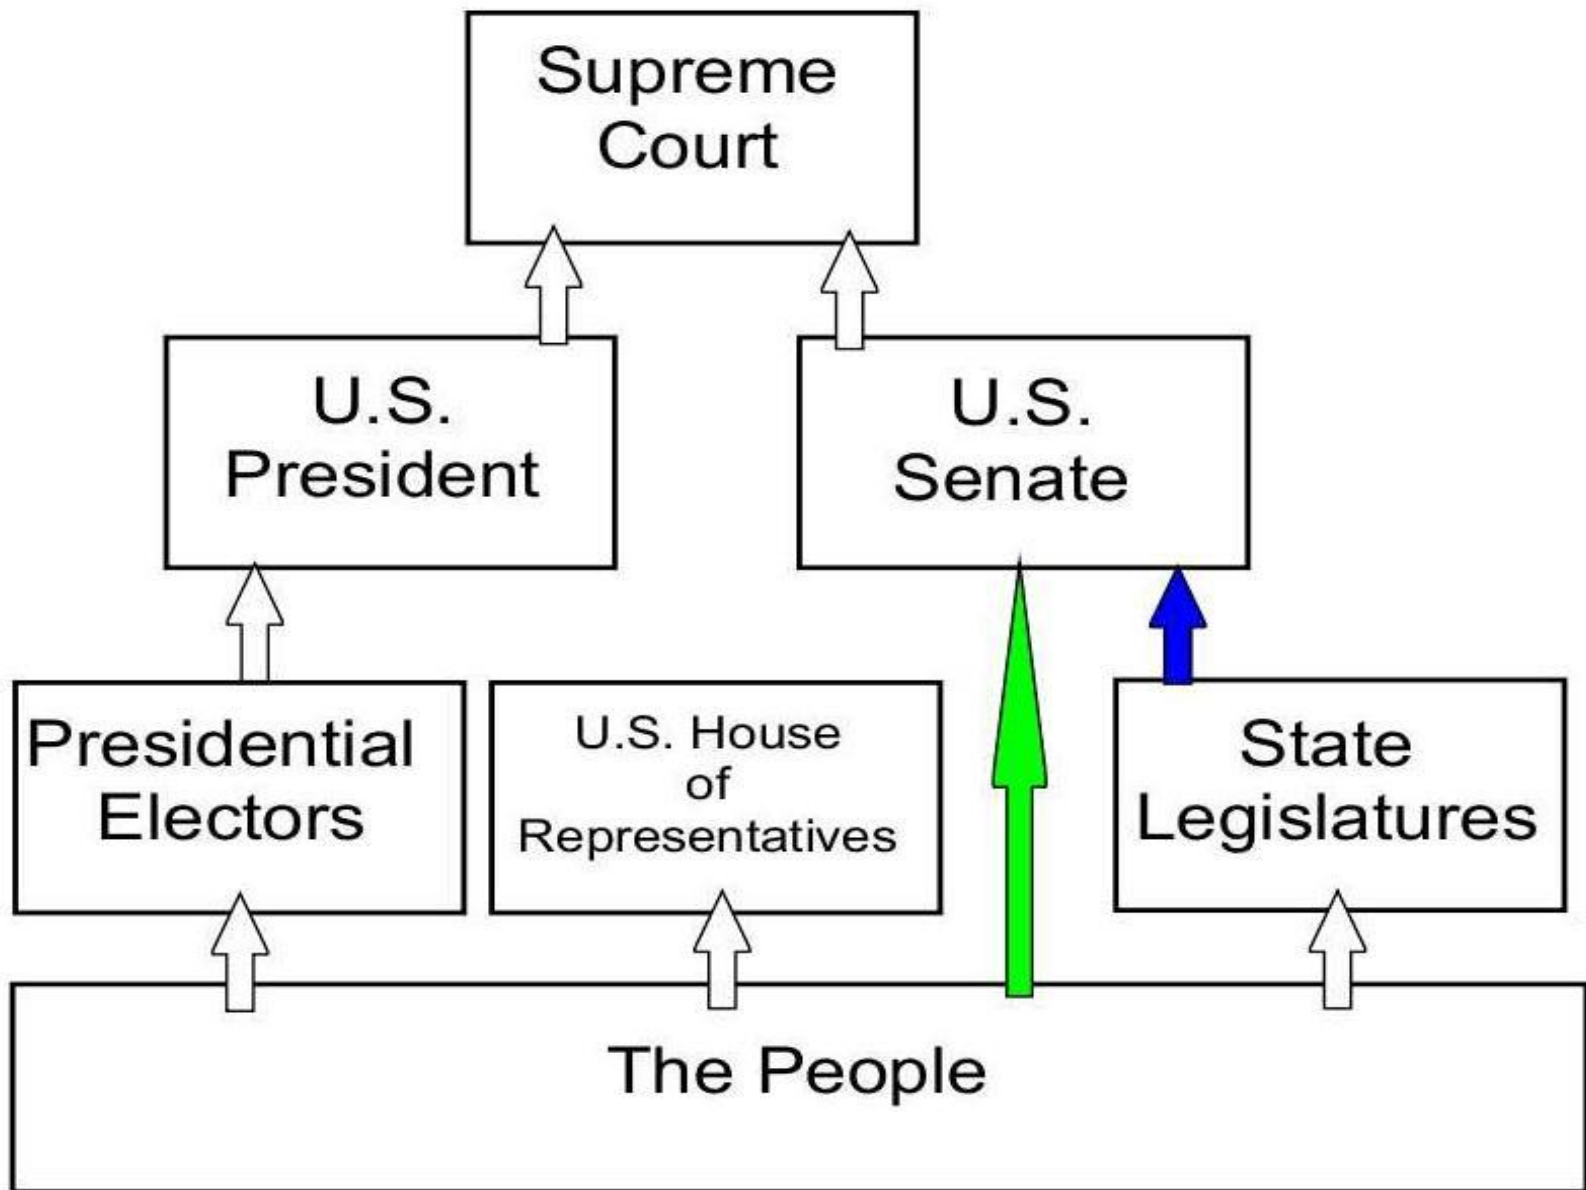 Supreme
Court
U.S.
President
U.S.
Senate
Presidential
Electors
U.S. House
of
Representatives
State
Legislatures
The People